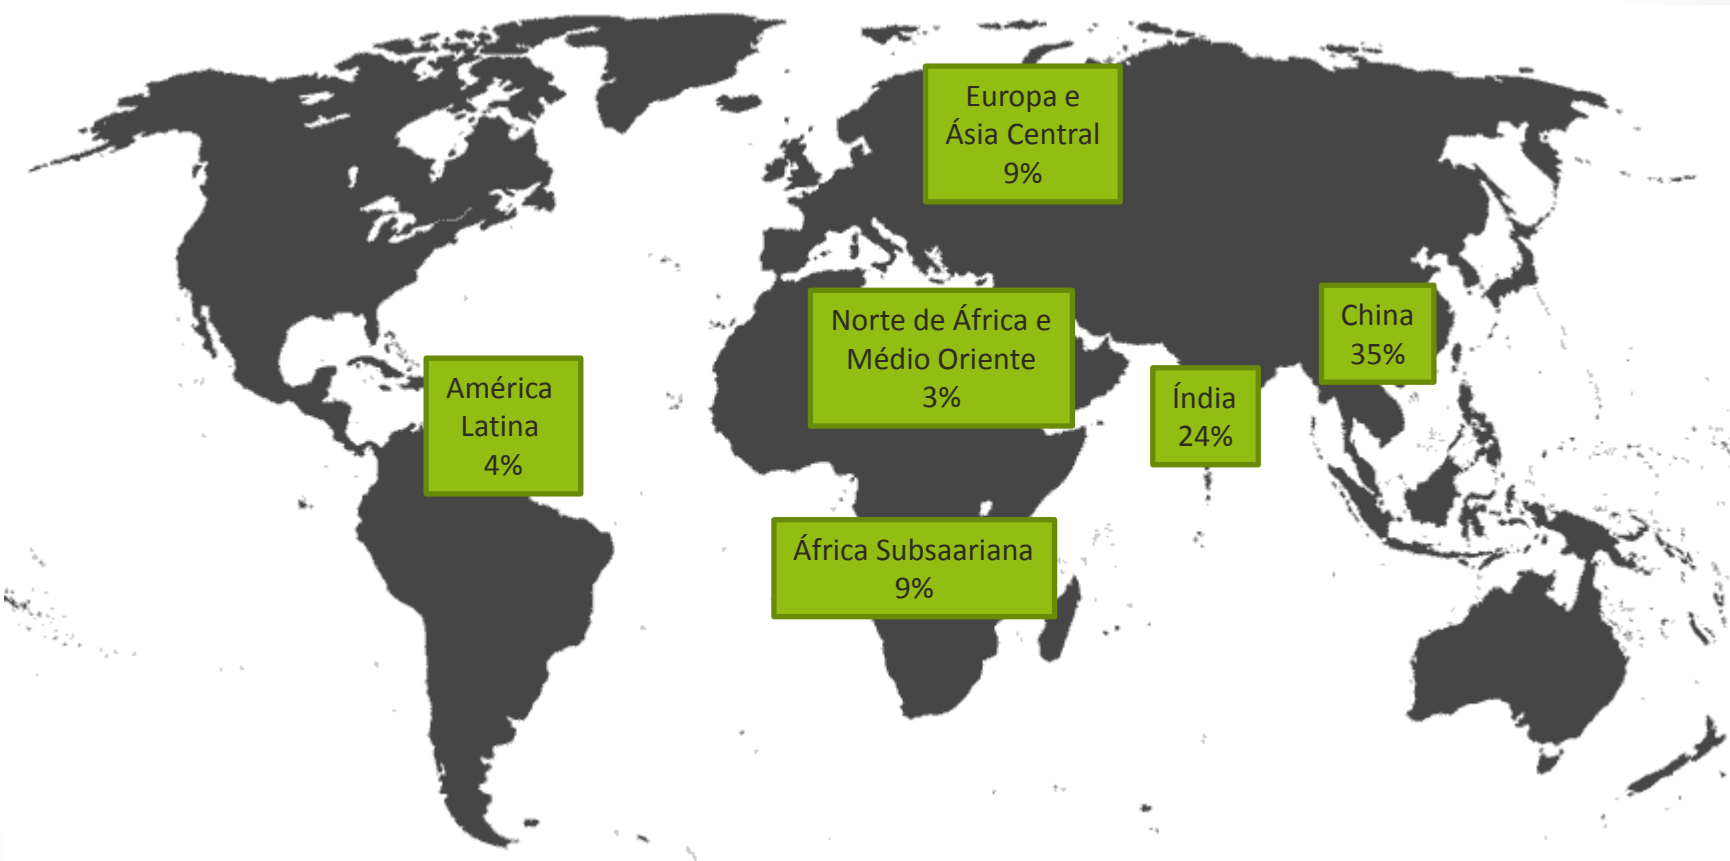 Europa e
Ásia Central
9%
Norte de África e
Médio Oriente
3%
China
35%
América
Latina
4%
Índia
24%
África Subsaariana
9%